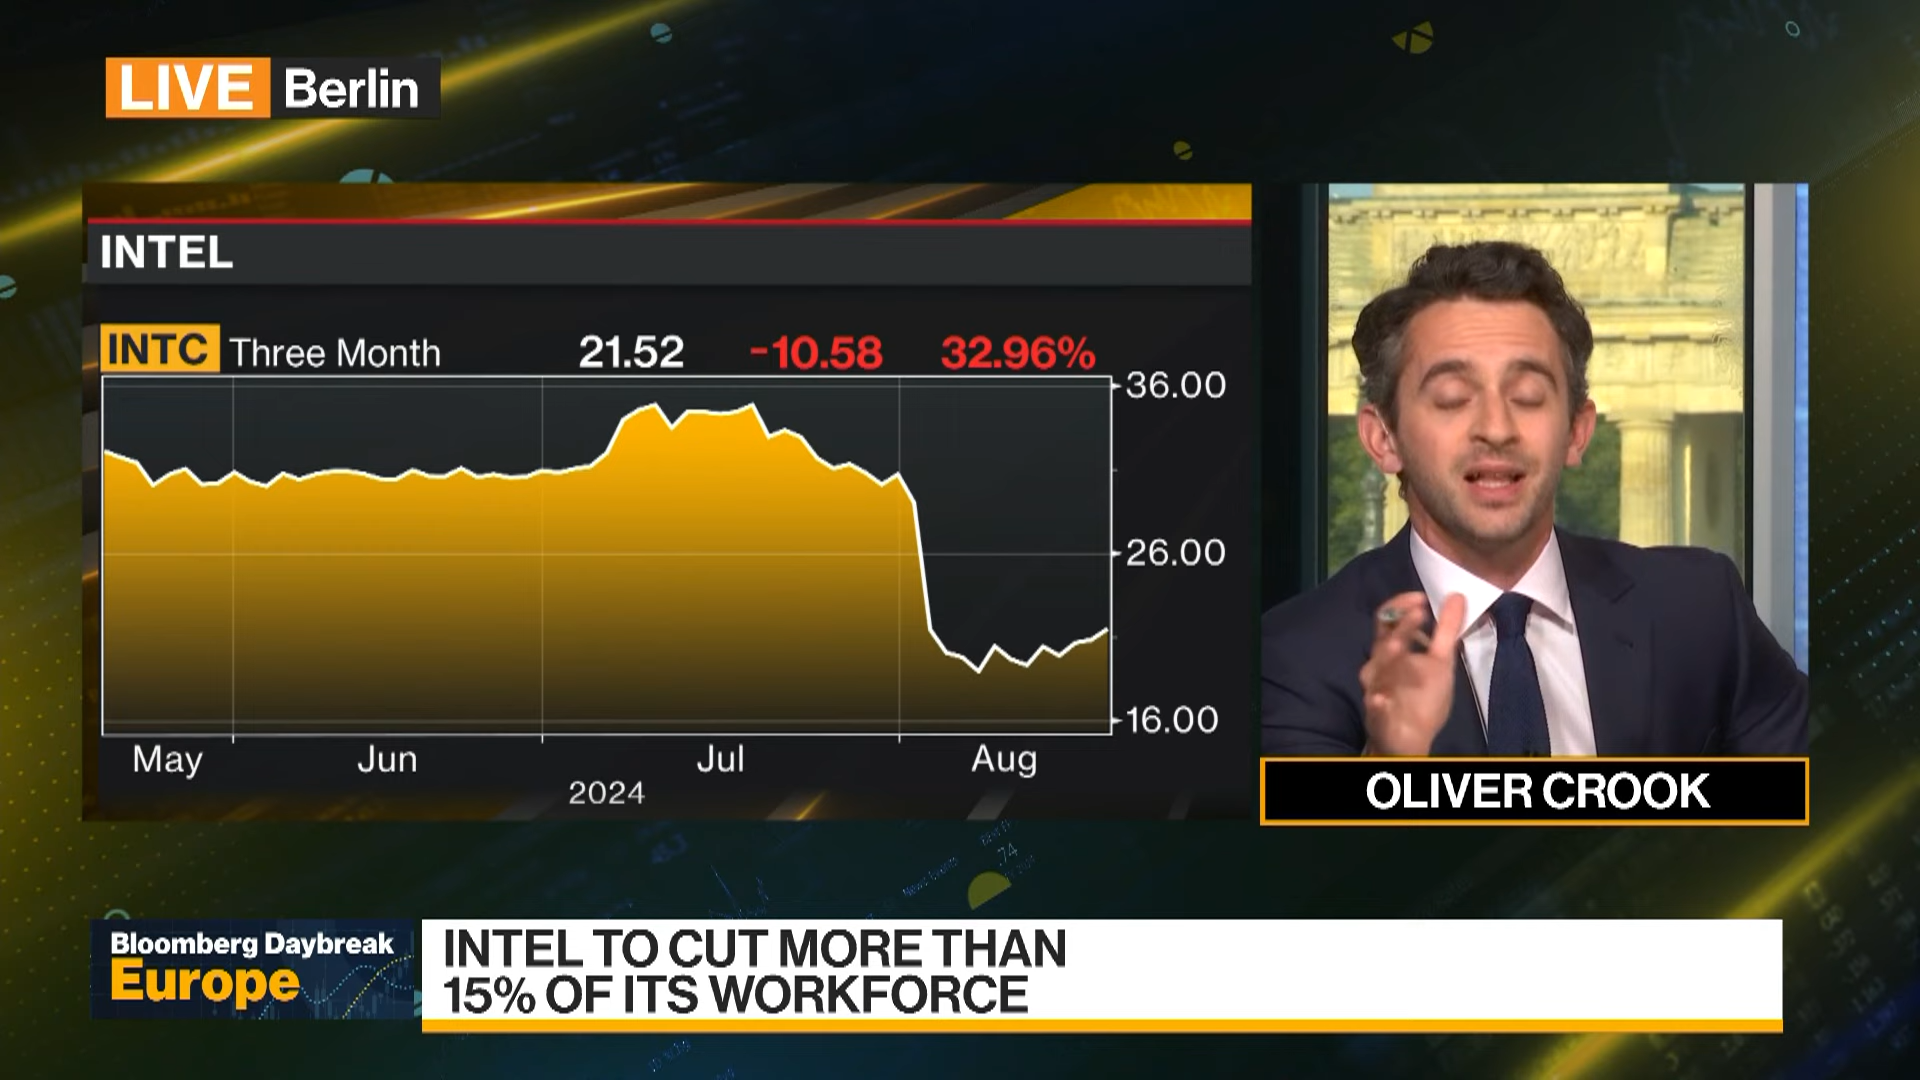 LIVE Berlin
INTEL
INTC Three Month 21.52 -10.58 32.96%
36.00
26.00
16.00
May Jun Jul Aug
2024
OLIVER CROOK
Bloomberg Daybreak
Europe
INTEL TO CUT MORE THAN
15% OF ITS WORKFORCE